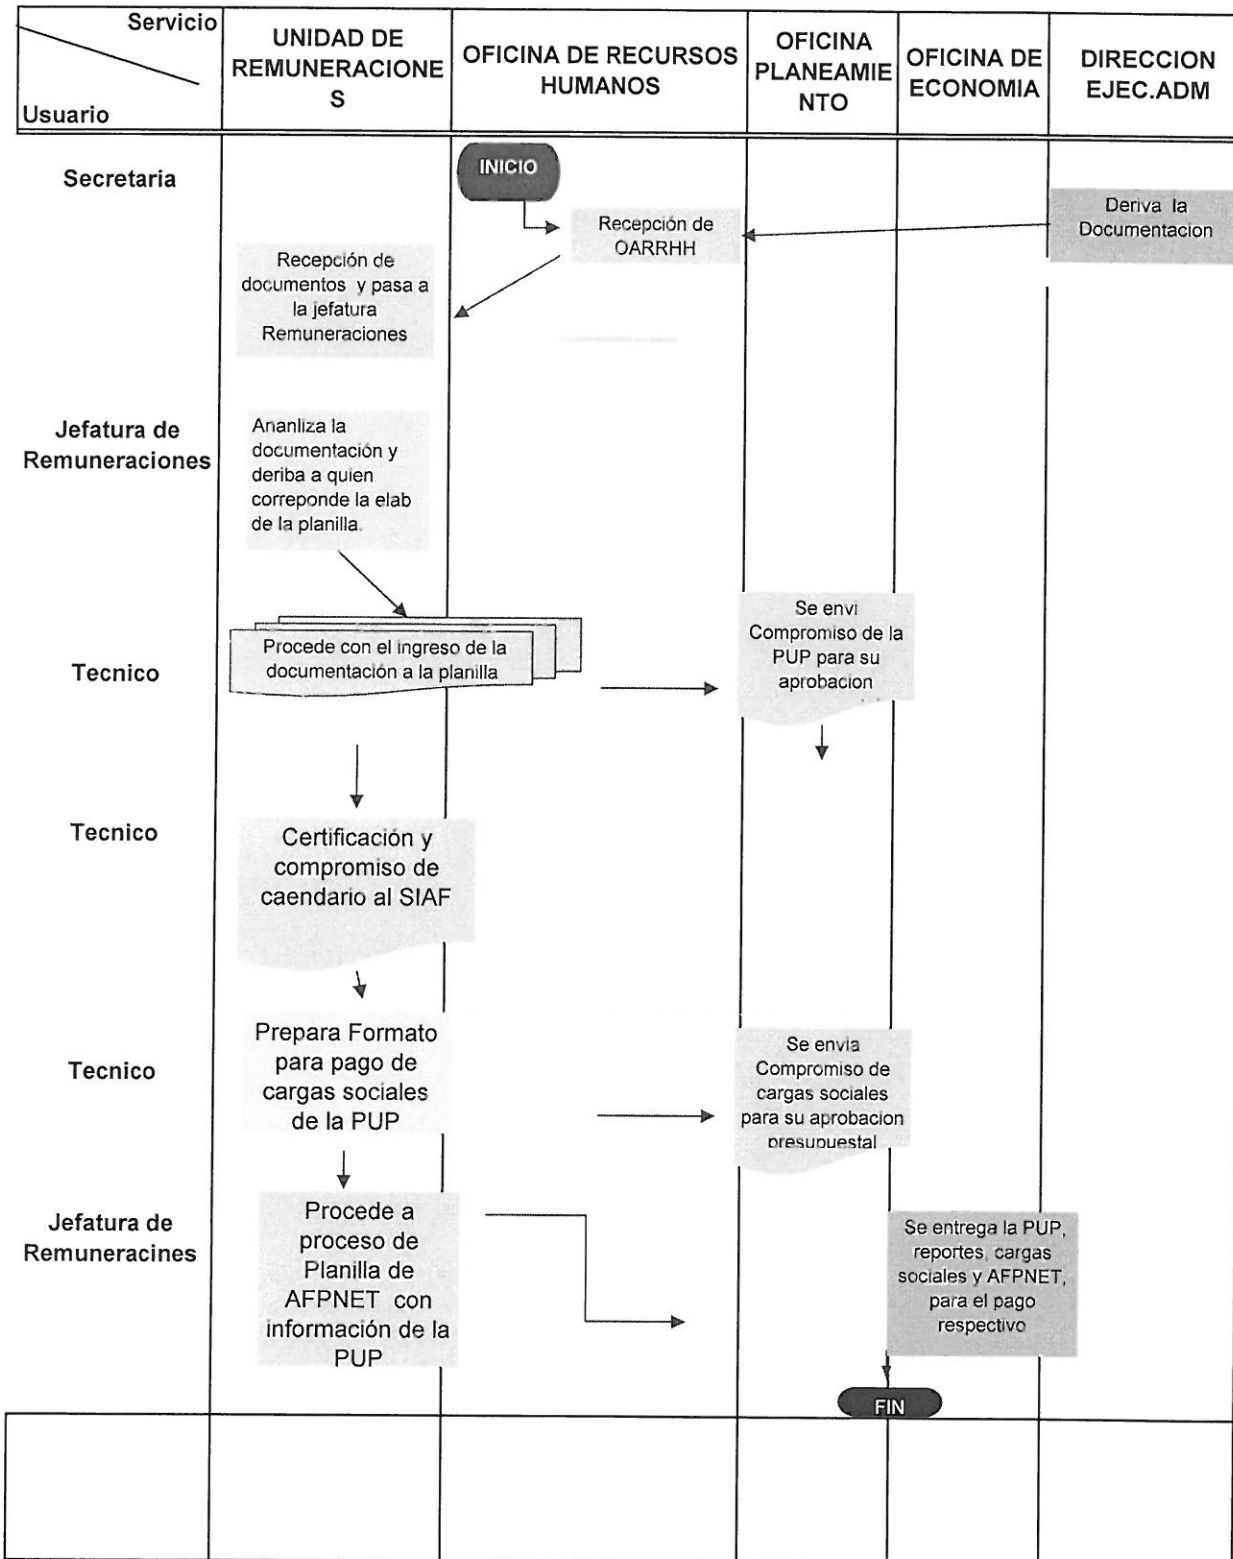 Servicio
Usuario
UNIDAD DE
REMUNERACIONE
S
OFICINA DE RECURSOS
HUMANOS
OFICINA
PLANEAMIE
NTO
OFICINA DE
ECONOMIA
DIRECCION
EJEC.ADM
Secretaria
INICIO
Recepción de
OARRHH
Deriva la
Documentacion
Recepción de
documentos y pasa a
la jefatura
Remuneraciones
Jefatura de
Remuneraciones
Ananliza la
documentación y
deriba a quien
correponde la elab
de la planilla.
Tecnico
Procede con el ingreso de la
documentación a la planilla
Se envi
Compromiso de la
PUP para su
aprobacion
Tecnico
Certificación y
compromiso de
caendario al SIAF
Tecnico
Prepara Formato
para pago de
cargas sociales
de la PUP
Se envia
Compromiso de
cargas sociales
para su aprobacion
presupuestal
Jefatura de
Remuneracines
Procede a
proceso de
Planilla de
AFPNET con
información de la
PUP
Se entrega la PUP,
reportes, cargas
sociales y AFPNET,
para el pago
respectivo
FIN